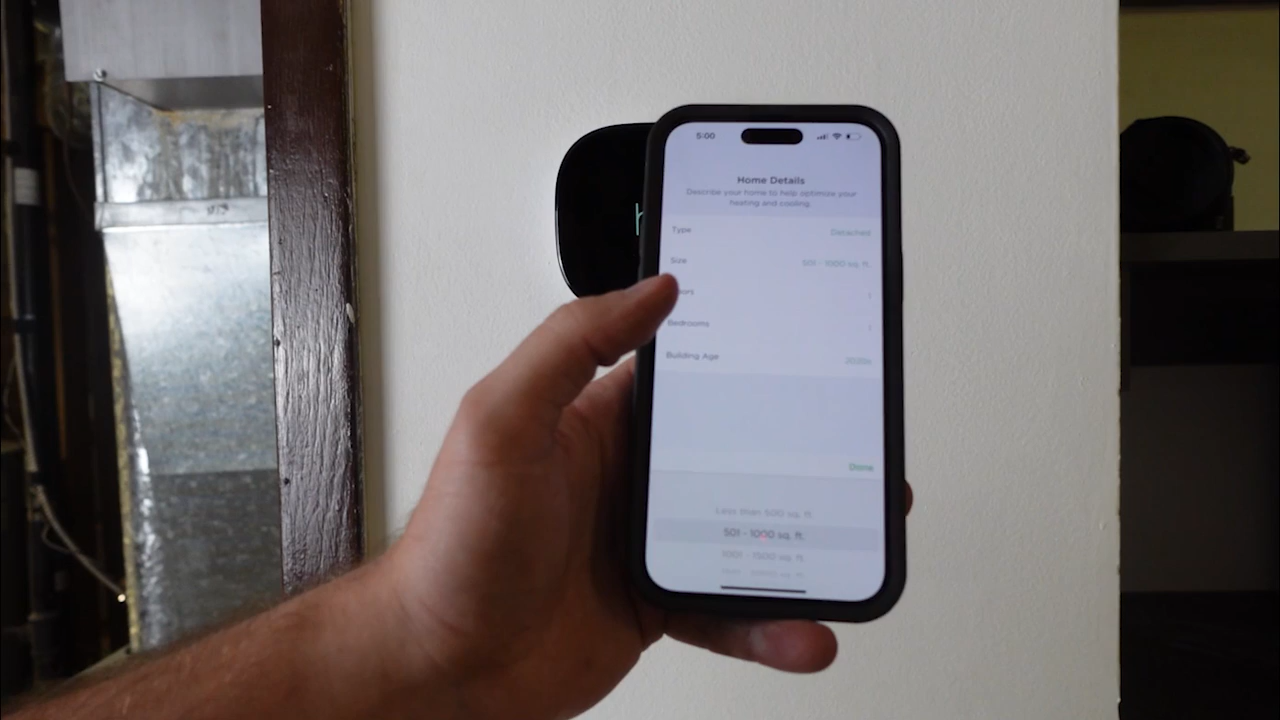 5:00
Home Details
Describe your home to help optimize your
heating and cooling.
Type Detached
Size 501 - 1000 sq. ft.
1
Bedrooms 1
Building Age
Done
Less than 500 sq. ft.
501 - 1000 sq. ft.
1001 - 1500 sq. ft.